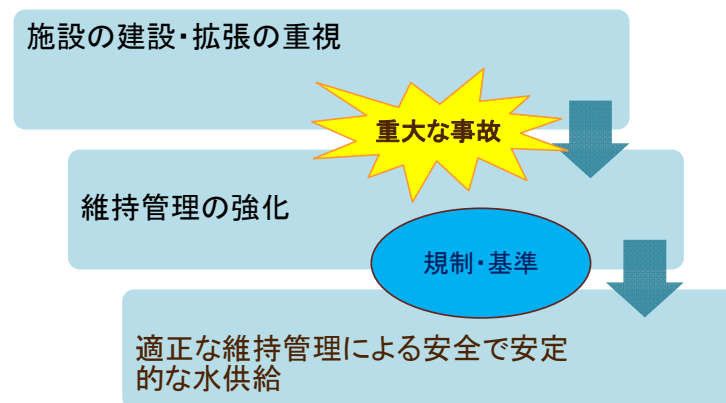 施設の建設・拡張の重視
重大な事故
維持管理の強化
規制・基準
適正な維持管理による安全で安定
的な水供給